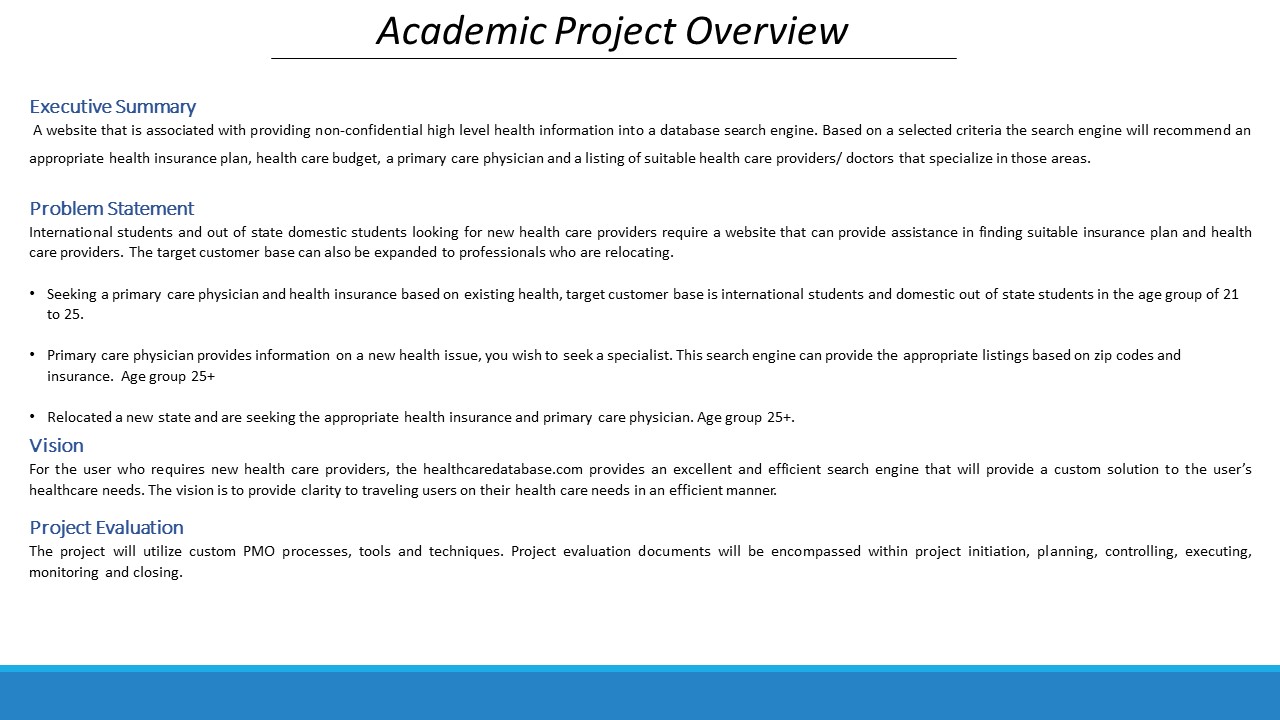 Academic Project Overview
Executive Summary
A website that is associated with providing non-confidential high level health information into a database search engine. Based on a selected criteria the search engine will recommend an
appropriate health insurance plan, health care budget, a primary care physician and a listing of suitable health care providers/ doctors that specialize in those areas.
Problem Statement
International students and out of state domestic students looking for new health care providers require a website that can provide assistance in finding suitable insurance plan and health
care providers. The target customer base can also be expanded to professionals who are relocating.
• Seeking a primary care physician and health insurance based on existing health, target customer base is international students and domestic out of state students in the age group of 21
to 25.
• Primary care physician provides information on a new health issue, you wish to seek a specialist. This search engine can provide the appropriate listings based on zip codes and
insurance. Age group 25+
• Relocated a new state and are seeking the appropriate health insurance and primary care physician. Age group 25+.
Vision
For the user who requires new health care providers, the healthcaredatabase.com provides an excellent and efficient search engine that will provide a custom solution to the user’s
healthcare needs. The vision is to provide clarity to traveling users on their health care needs in an efficient manner.
Project Evaluation
The project will utilize custom PMO processes, tools and techniques. Project evaluation documents will be encompassed within project initiation, planning, controlling, executing,
monitoring and closing.